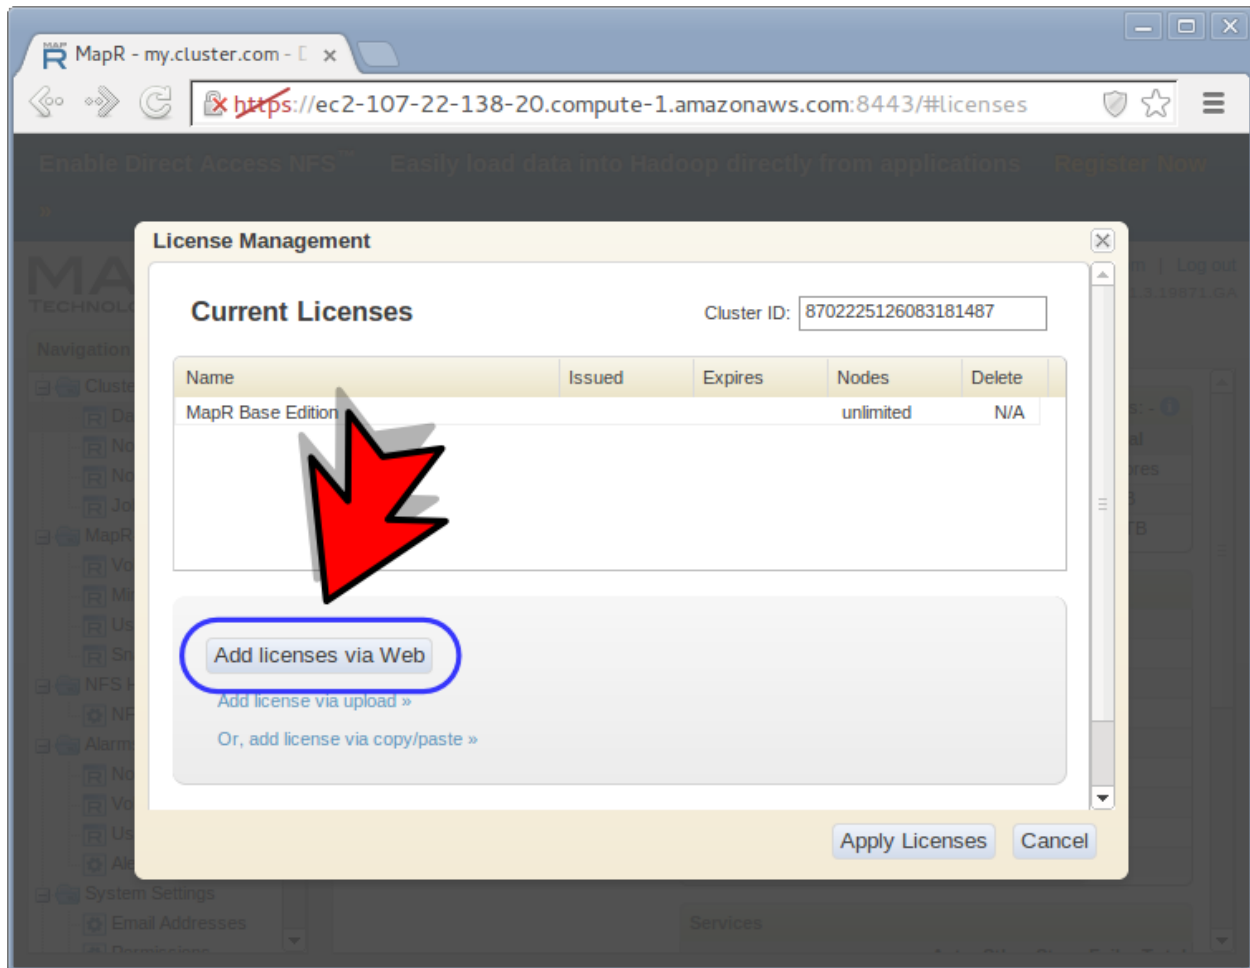 MapR - my.cluster.com - D
https://ec2-107-22-138-20.compute-1.amazonaws.com:8443/#licenses
Enable Direct Access NFS™ Easily load data into Hadoop directly from applications Register Now
»
License Management
MAP
Log out
Current Licenses
Cluster ID: 8702225126083181487
Navigation
Name Issued Expires Nodes Delete
MapR Base Edition unlimited N/A
MapR
Add licenses via Web
Add license via upload »
Or, add license via copy/paste »
Apply Licenses Cancel
System Settings
Email Addresses
Services